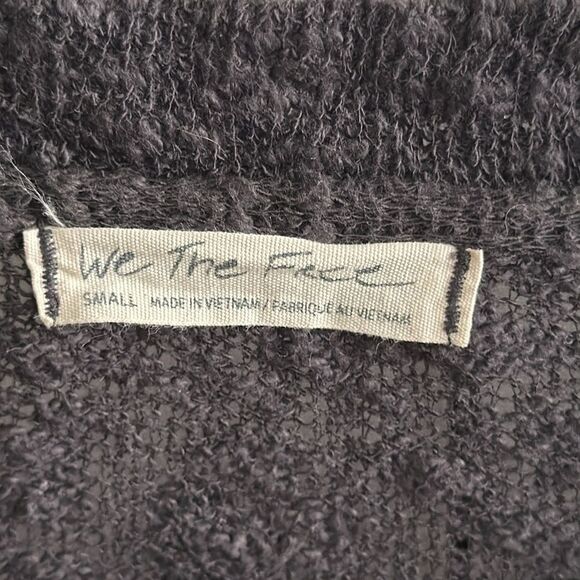 We The Free
SMALL MADE IN VIETNAM / FABRIQUE AU VIETNAM